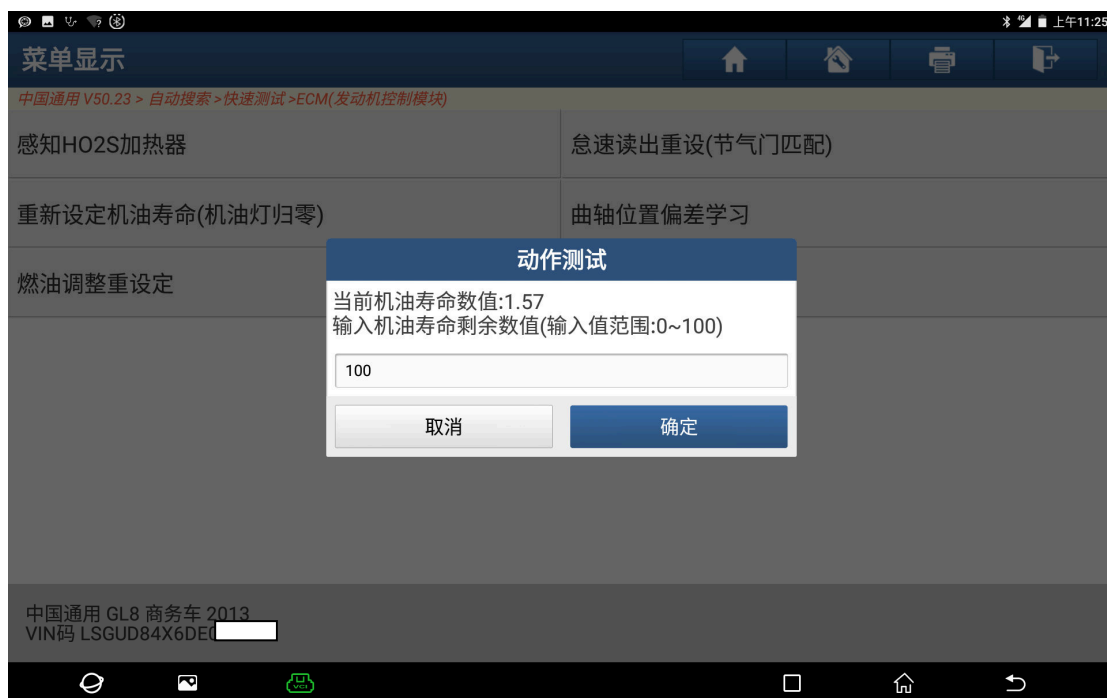 上午11:25
菜单显示
中国通用 V50.23 > 自动搜索 > 快速测试 >ECM(发动机控制模块)
感知HO2S加热器
怠速读出重设(节气门匹配)
重新设定机油寿命(机油灯归零)
曲轴位置偏差学习
燃油调整重设定
动作测试
当前机油寿命数值:1.57
输入机油寿命剩余数值(输入值范围:0~100)
100
取消
确定
中国通用 GL8 商务车 2013
VIN码 LSGUD84X6DE0
VCI